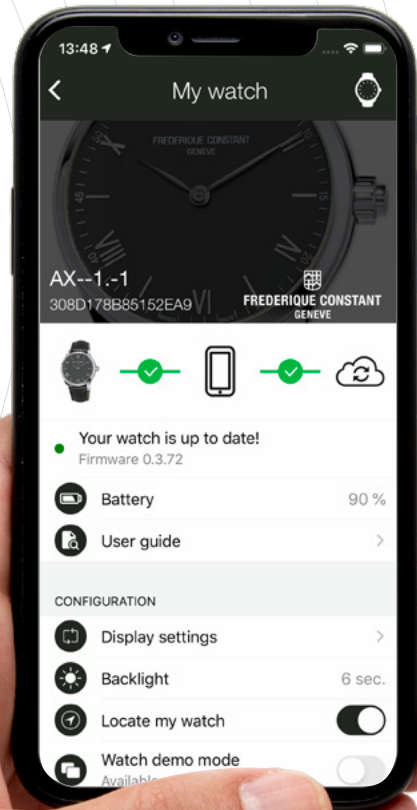 13:48
My watch
FREDERIQUE CONSTANT
GENEVE
AX--1.-1
308D178B85152EA9
FREDERIQUE CONSTANT
GENEVE
Your watch is up to date!
Firmware 0.3.72
Battery
90 %
User guide
CONFIGURATION
Display settings
Backlight
6 sec.
Locate my watch
Watch demo mode